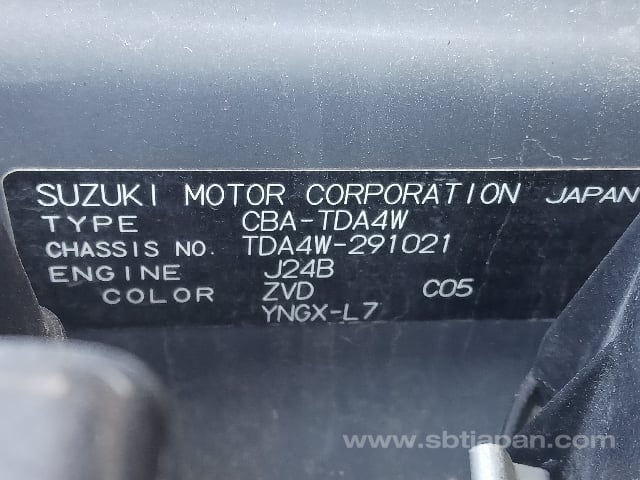 SUZUKI MOTOR CORPORATION JAPAN
TYPE CBA-TDA4W
CHASSIS NO. TDA4W-291021
ENGINE J24B
COLOR ZVD C05
YNGX-L7
www.sbtjapan.com